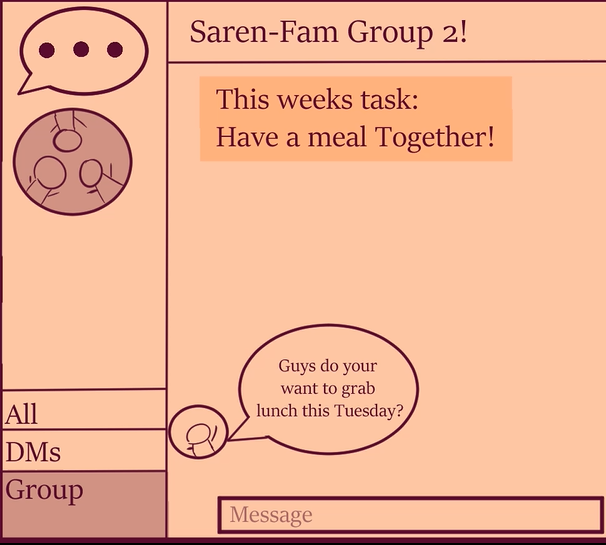 Saren-Fam Group 2!
This weeks task:
Have a meal Together!
Guys do your
want to grab
lunch this Tuesday?
All
DMs
Group
Message